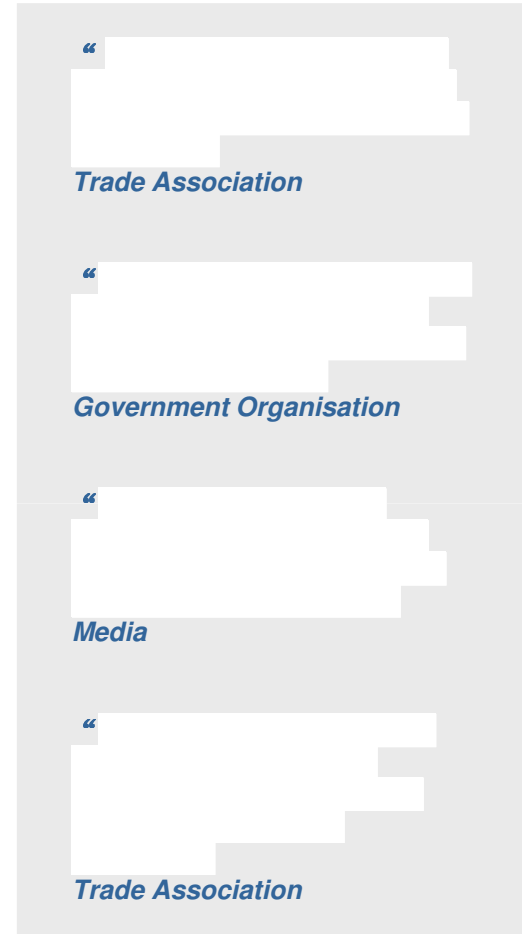 “
Trade Association
“
Government Organisation
“
Media
“
Trade Association